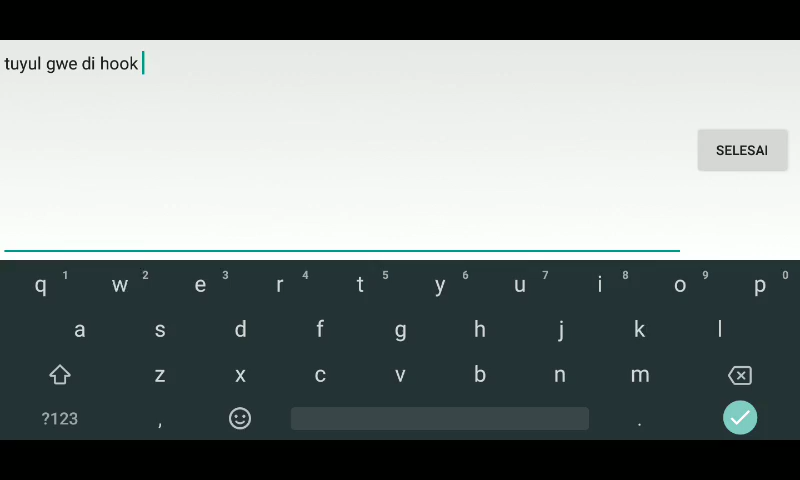 tuyul gwe di hook
SELESAI
q 1 w 2 e 3 r 4 t 5 y 6 u 7 i 8 o 9 p 0
a s d f g h j k l
z x c v b n m
?123 , .